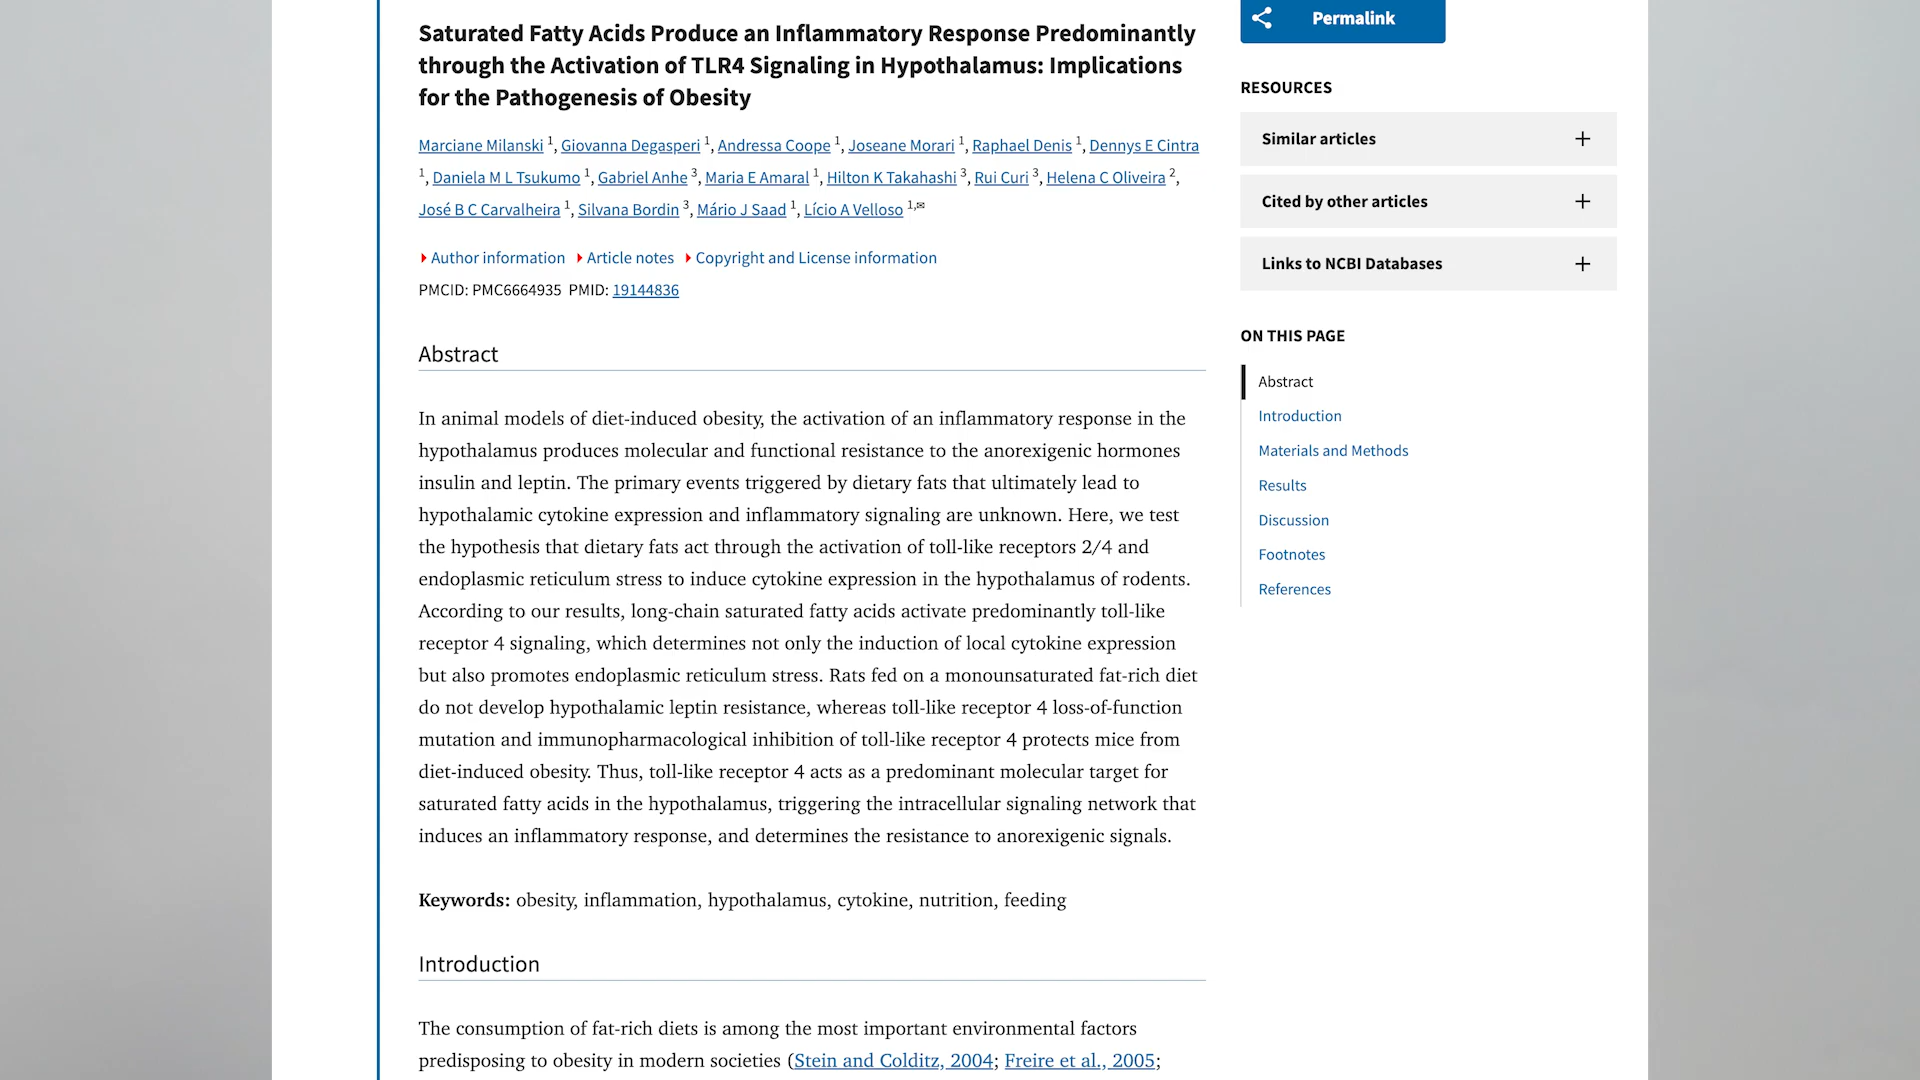 Saturated Fatty Acids Produce an Inflammatory Response Predominantly
through the Activation of TLR4 Signaling in Hypothalamus: Implications
for the Pathogenesis of Obesity
Marciane Milanski 1, Giovanna Degasperi 1, Andressa Coope 1, Joseane Morari 1, Raphael Denis 1, Dennys E Cintra
1, Daniela M L Tsukumo 1, Gabriel Anhe 3, Maria E Amaral 1, Hilton K Takahashi 3, Rui Curi 3, Helena C Oliveira 2,
José B C Carvalheira 1, Silvana Bordin 3, Mário J Saad 1, Lício A Velloso 1,✉
Author information Article notes Copyright and License information
PMCID: PMC6664935 PMID: 19144836
Abstract
In animal models of diet-induced obesity, the activation of an inflammatory response in the
hypothalamus produces molecular and functional resistance to the anorexigenic hormones
insulin and leptin. The primary events triggered by dietary fats that ultimately lead to
hypothalamic cytokine expression and inflammatory signaling are unknown. Here, we test
the hypothesis that dietary fats act through the activation of toll-like receptors 2/4 and
endoplasmic reticulum stress to induce cytokine expression in the hypothalamus of rodents.
According to our results, long-chain saturated fatty acids activate predominantly toll-like
receptor 4 signaling, which determines not only the induction of local cytokine expression
but also promotes endoplasmic reticulum stress. Rats fed on a monounsaturated fat-rich diet
do not develop hypothalamic leptin resistance, whereas toll-like receptor 4 loss-of-function
mutation and immunopharmacological inhibition of toll-like receptor 4 protects mice from
diet-induced obesity. Thus, toll-like receptor 4 acts as a predominant molecular target for
saturated fatty acids in the hypothalamus, triggering the intracellular signaling network that
induces an inflammatory response, and determines the resistance to anorexigenic signals.
Keywords: obesity, inflammation, hypothalamus, cytokine, nutrition, feeding
Introduction
The consumption of fat-rich diets is among the most important environmental factors
predisposing to obesity in modern societies (Stein and Colditz, 2004; Freire et al., 2005;
Permalink
RESOURCES
Similar articles
Cited by other articles
Links to NCBI Databases
ON THIS PAGE
Abstract
Introduction
Materials and Methods
Results
Discussion
Footnotes
References